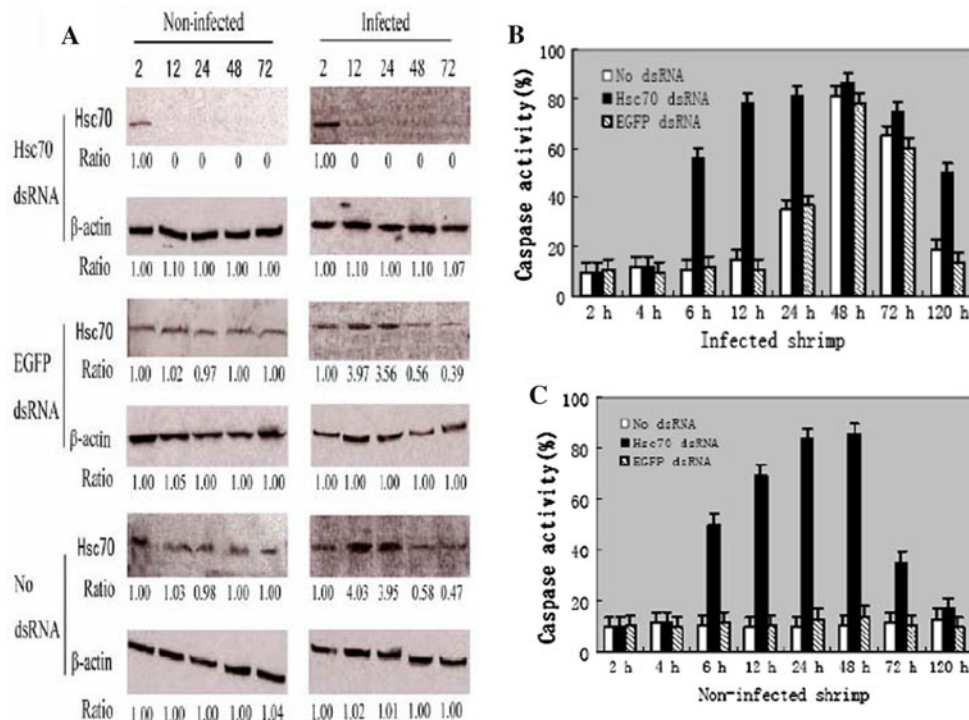 A
Non-infected
Infected
2 12 24 48 72
2 12 24 48 72
Hsc70
dsRNA
Hsc70
Ratio
1.00 0 0 0 0
1.00 0 0 0 0
β-actin
Ratio
1.00 1.10 1.00 1.00 1.00
1.00 1.10 1.00 1.10 1.07
EGFP
dsRNA
Hsc70
Ratio
1.00 1.02 0.97 1.00 1.00
1.00 3.97 3.56 0.56 0.39
β-actin
Ratio
1.00 1.05 1.00 1.00 1.00
1.00 1.00 1.00 1.00 1.00
No
dsRNA
Hsc70
Ratio
1.00 1.03 0.98 1.00 1.00
1.00 4.03 3.95 0.58 0.47
β-actin
Ratio
1.00 1.00 1.00 1.00 1.04
1.00 1.02 1.01 1.00 1.00
B
Caspase activity(%)
100
80
60
40
20
0
No dsRNA
Hsc70 dsRNA
EGFP dsRNA
2 h 4 h 6 h 12 h 24 h 48 h 72 h 120 h
Infected shrimp
C
Caspase activity(%)
100
80
60
40
20
0
No dsRNA
Hsc70 dsRNA
EGFP dsRNA
2 h 4 h 6 h 12 h 24 h 48 h 72 h 120 h
Non-infected shrimp